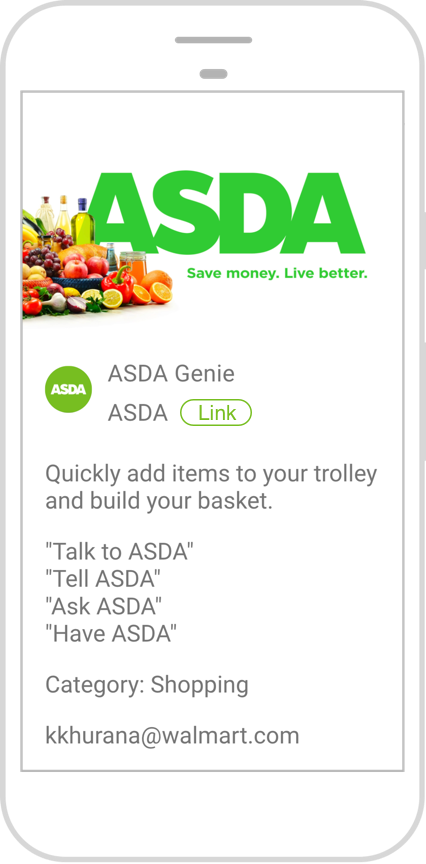 ASDA
Save money. Live better.
ASDA Genie
ASDA
ASDA Link
Quickly add items to your trolley
and build your basket.
"Talk to ASDA"
"Tell ASDA"
"Ask ASDA"
"Have ASDA"
Category: Shopping
kkhurana@walmart.com